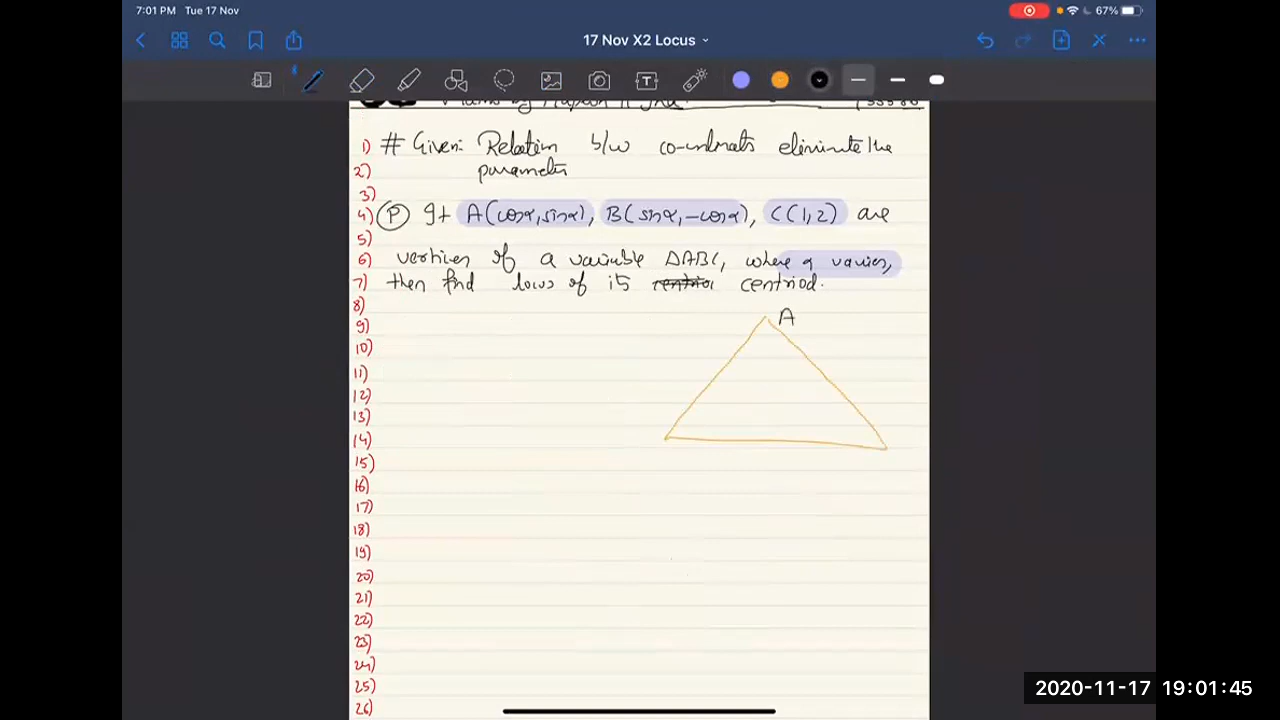 7:01 PM Tue 17 Nov
67%
17 Nov X2 Locus
1) # Given: Relation b/w co-ordinats eliminate the
2) parameter
3)
4) (P) If A(cosα, sinα), B(sinα, -cosα), C(1,2) are
5)
6) vertices of a variable ΔABC, where α varies,
7) then find locus of its centriod.
8)
A
9)
10)
11)
12)
13)
14)
15)
16)
17)
18)
19)
20)
21)
22)
23)
24)
25)
26)
2020-11-17 19:01:45